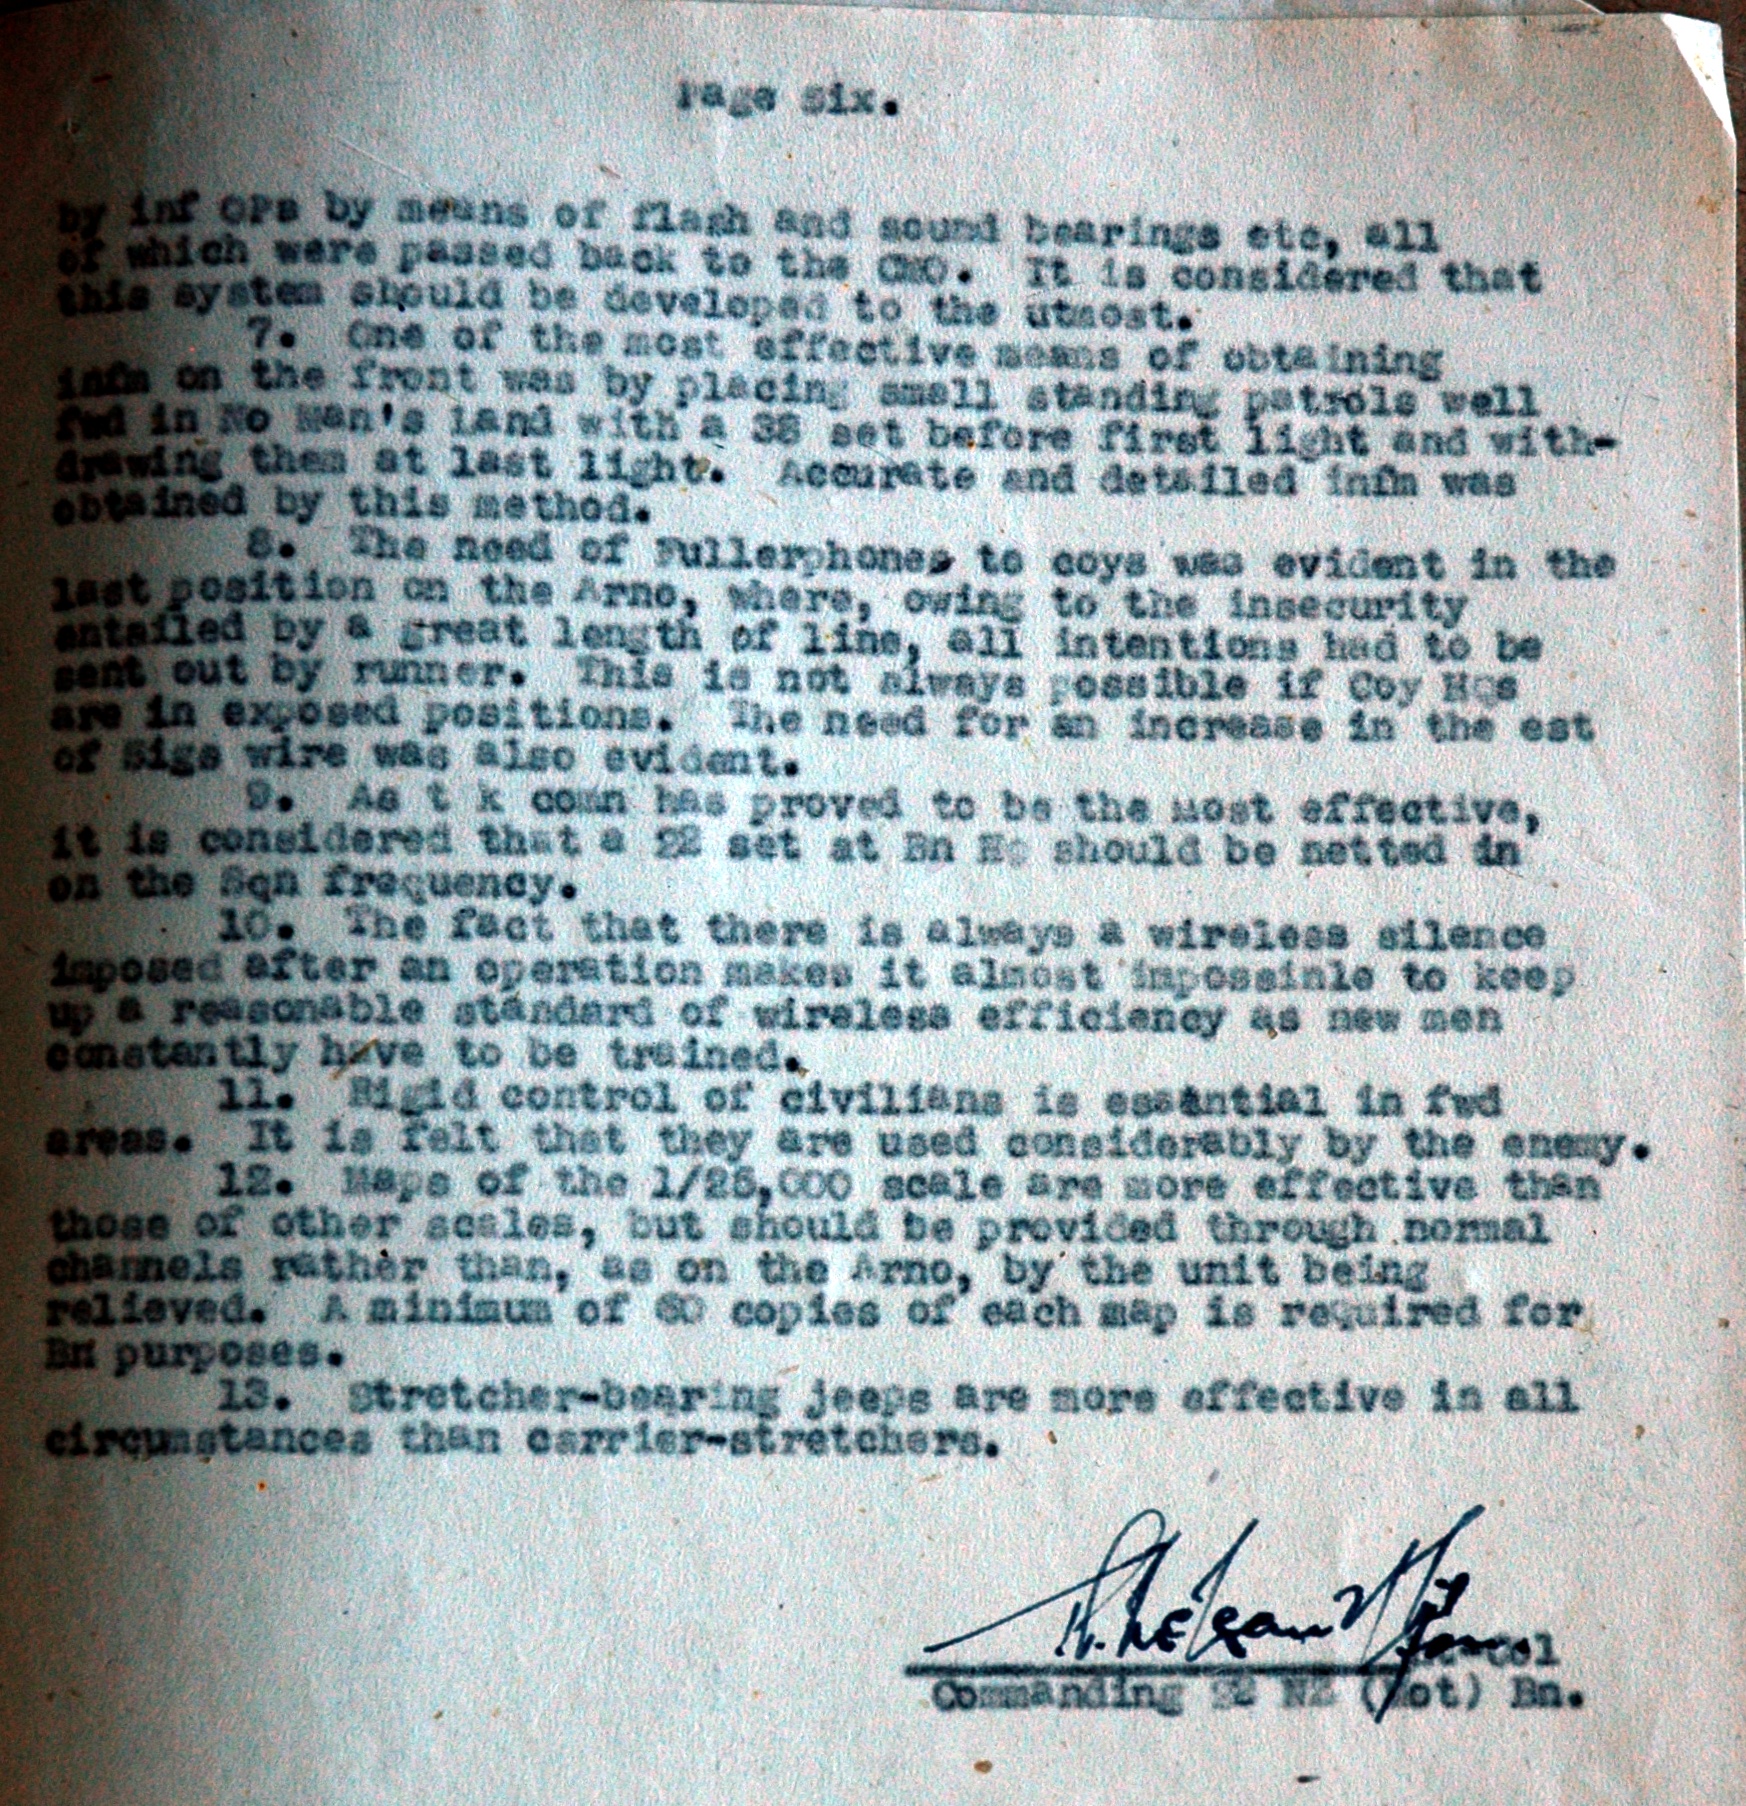 Page Six.
by inf OPs by means of flash and sound bearings etc, all
of which were passed back to the CMO. It is considered that
this system should be developed to the utmost.
7. One of the most effective means of obtaining
infm on the front was by placing small standing patrols well
fwd in No Man's Land with a 38 set before first light and with-
drawing them at last light. Accurate and detailed infm was
obtained by this method.
8. The need of Fullerphones to coys was evident in the
last position on the Arno, where, owing to the insecurity
entailed by a great length of line, all intentions had to be
sent out by runner. This is not always possible if Coy HQs
are in exposed positions. The need for an increase in the est
of Sigs wire was also evident.
9. As t k comn has proved to be the most effective,
it is considered that a 22 set at Bn HQ should be netted in
on the Sqn frequency.
10. The fact that there is always a wireless silence
imposed after an operation makes it almost impossinle to keep
up a reasonable standard of wireless efficiency as new men
constantly have to be trained.
11. Rigid control of civilians is essential in fwd
areas. It is felt that they are used considerably by the enemy.
12. Maps of the 1/25,000 scale are more effective than
those of other scales, but should be provided through normal
channels rather than, as on the Arno, by the unit being
relieved. A minimum of 60 copies of each map is required for
Bn purposes.
13. Stretcher-bearing jeeps are more effective in all
circumstances than carrier-stretchers.
Col
Commanding 22 NZ (Mot) Bn.